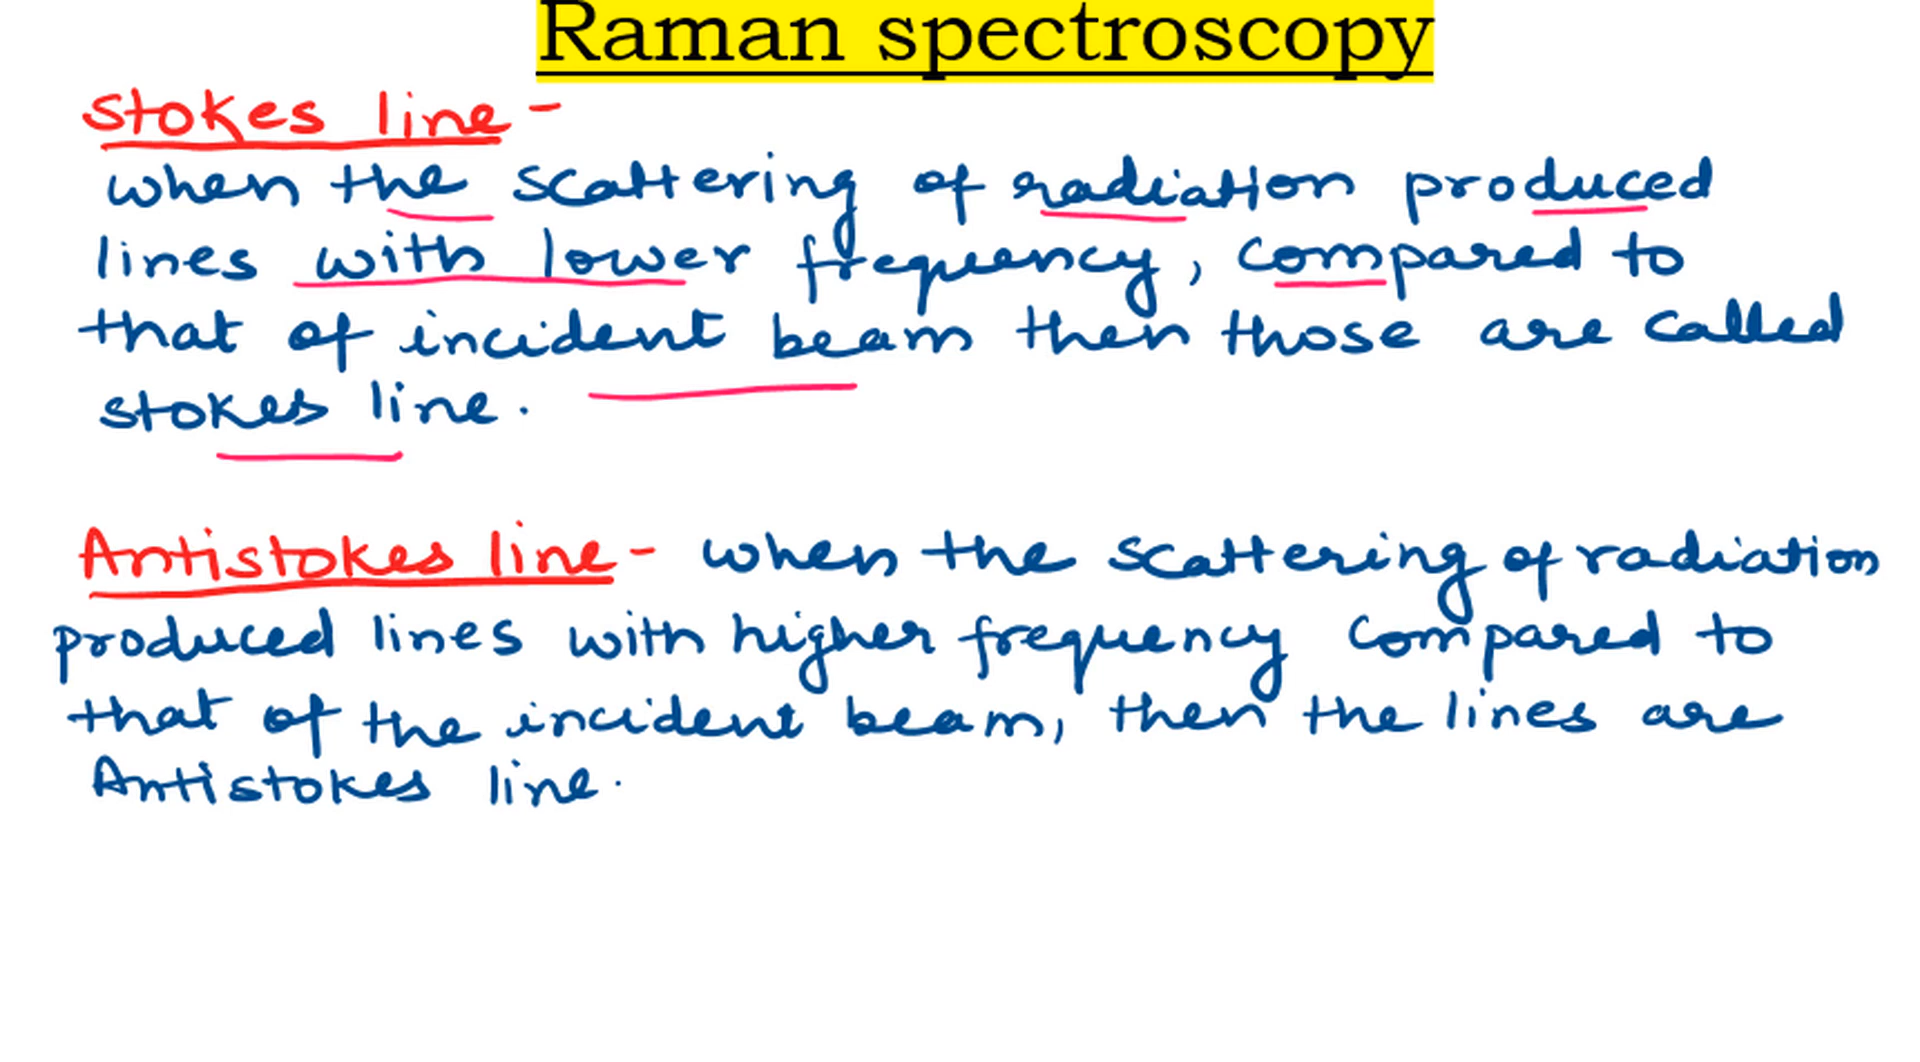 Raman spectroscopy
Stokes line -
when the scattering of radiation produced
lines with lower frequency, compared to
that of incident beam then those are called
stokes line.
Antistokes line - when the scattering of radiation
produced lines with higher frequency compared to
that of the incident beam, then the lines are
Antistokes line.